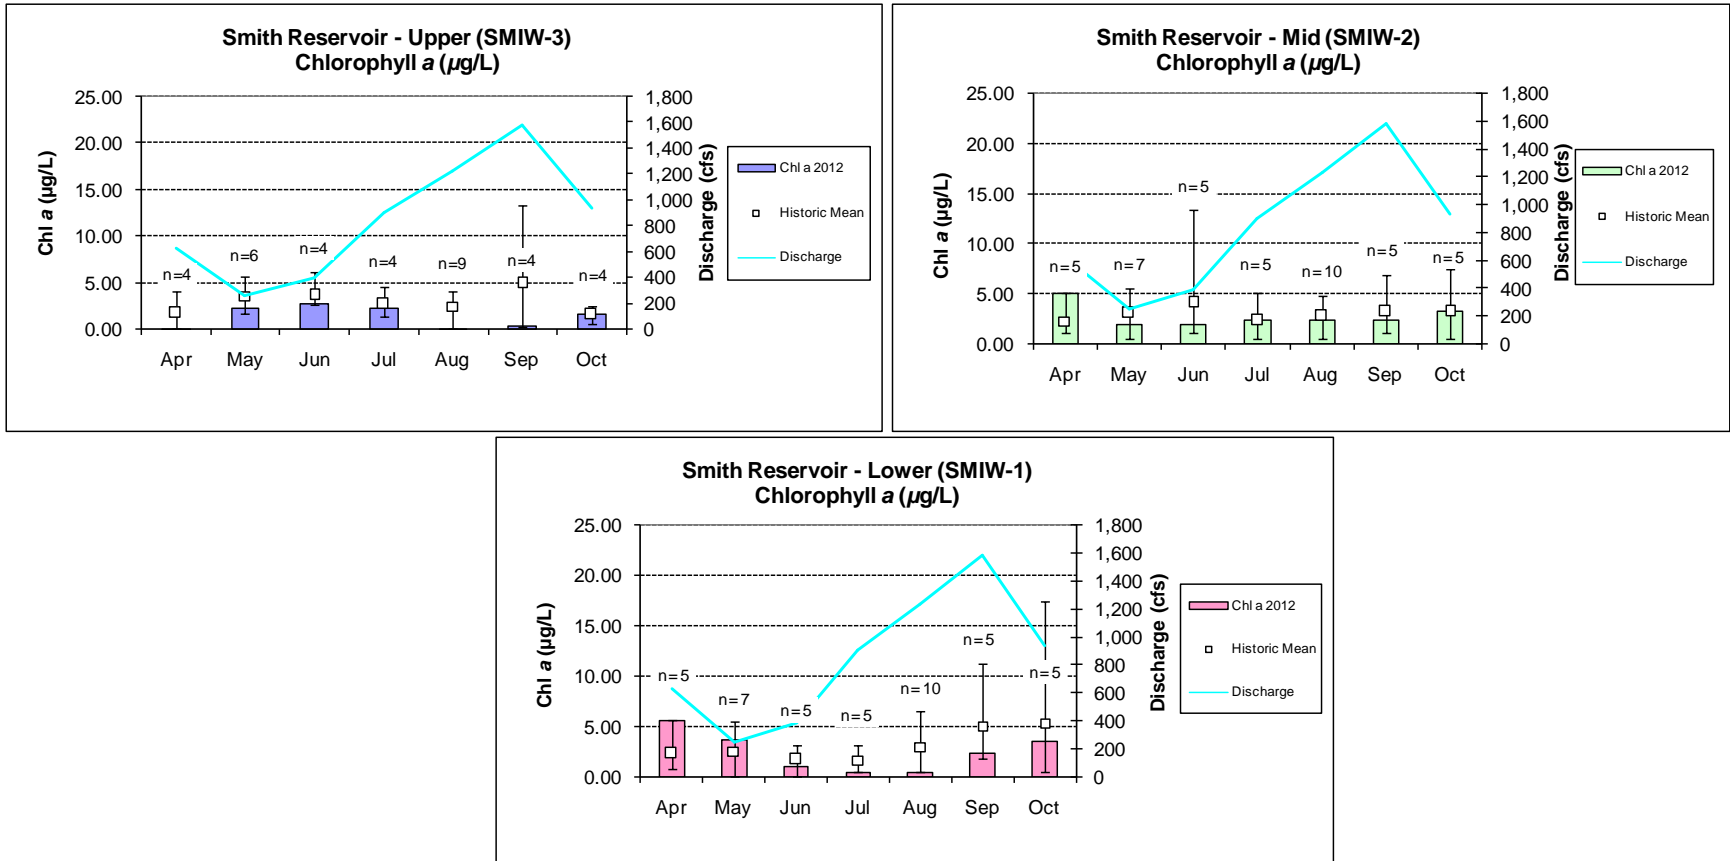 Smith Reservoir - Upper (SMIW-3)
Chlorophyll a (µg/L)
Chl a (µg/L)
25.00
20.00
15.00
10.00
5.00
0.00
n=4
n=6
n=4
n=4
n=9
n=4
n=4
Apr May Jun Jul Aug Sep Oct
1,800
1,600
1,400
1,200
1,000
800
600
400
200
0
Discharge (cfs)
Chl a 2012
Historic Mean
Discharge
Smith Reservoir - Mid (SMIW-2)
Chlorophyll a (µg/L)
Chl a (µg/L)
25.00
20.00
15.00
10.00
5.00
0.00
n=5
n=7
n=5
n=5
n=10
n=5
n=5
Apr May Jun Jul Aug Sep Oct
1,800
1,600
1,400
1,200
1,000
800
600
400
200
0
Discharge (cfs)
Chl a 2012
Historic Mean
Discharge
Smith Reservoir - Lower (SMIW-1)
Chlorophyll a (µg/L)
Chl a (µg/L)
25.00
20.00
15.00
10.00
5.00
0.00
n=5
n=7
n=5
n=5
n=10
n=5
n=5
Apr May Jun Jul Aug Sep Oct
1,800
1,600
1,400
1,200
1,000
800
600
400
200
0
Discharge (cfs)
Chl a 2012
Historic Mean
Discharge